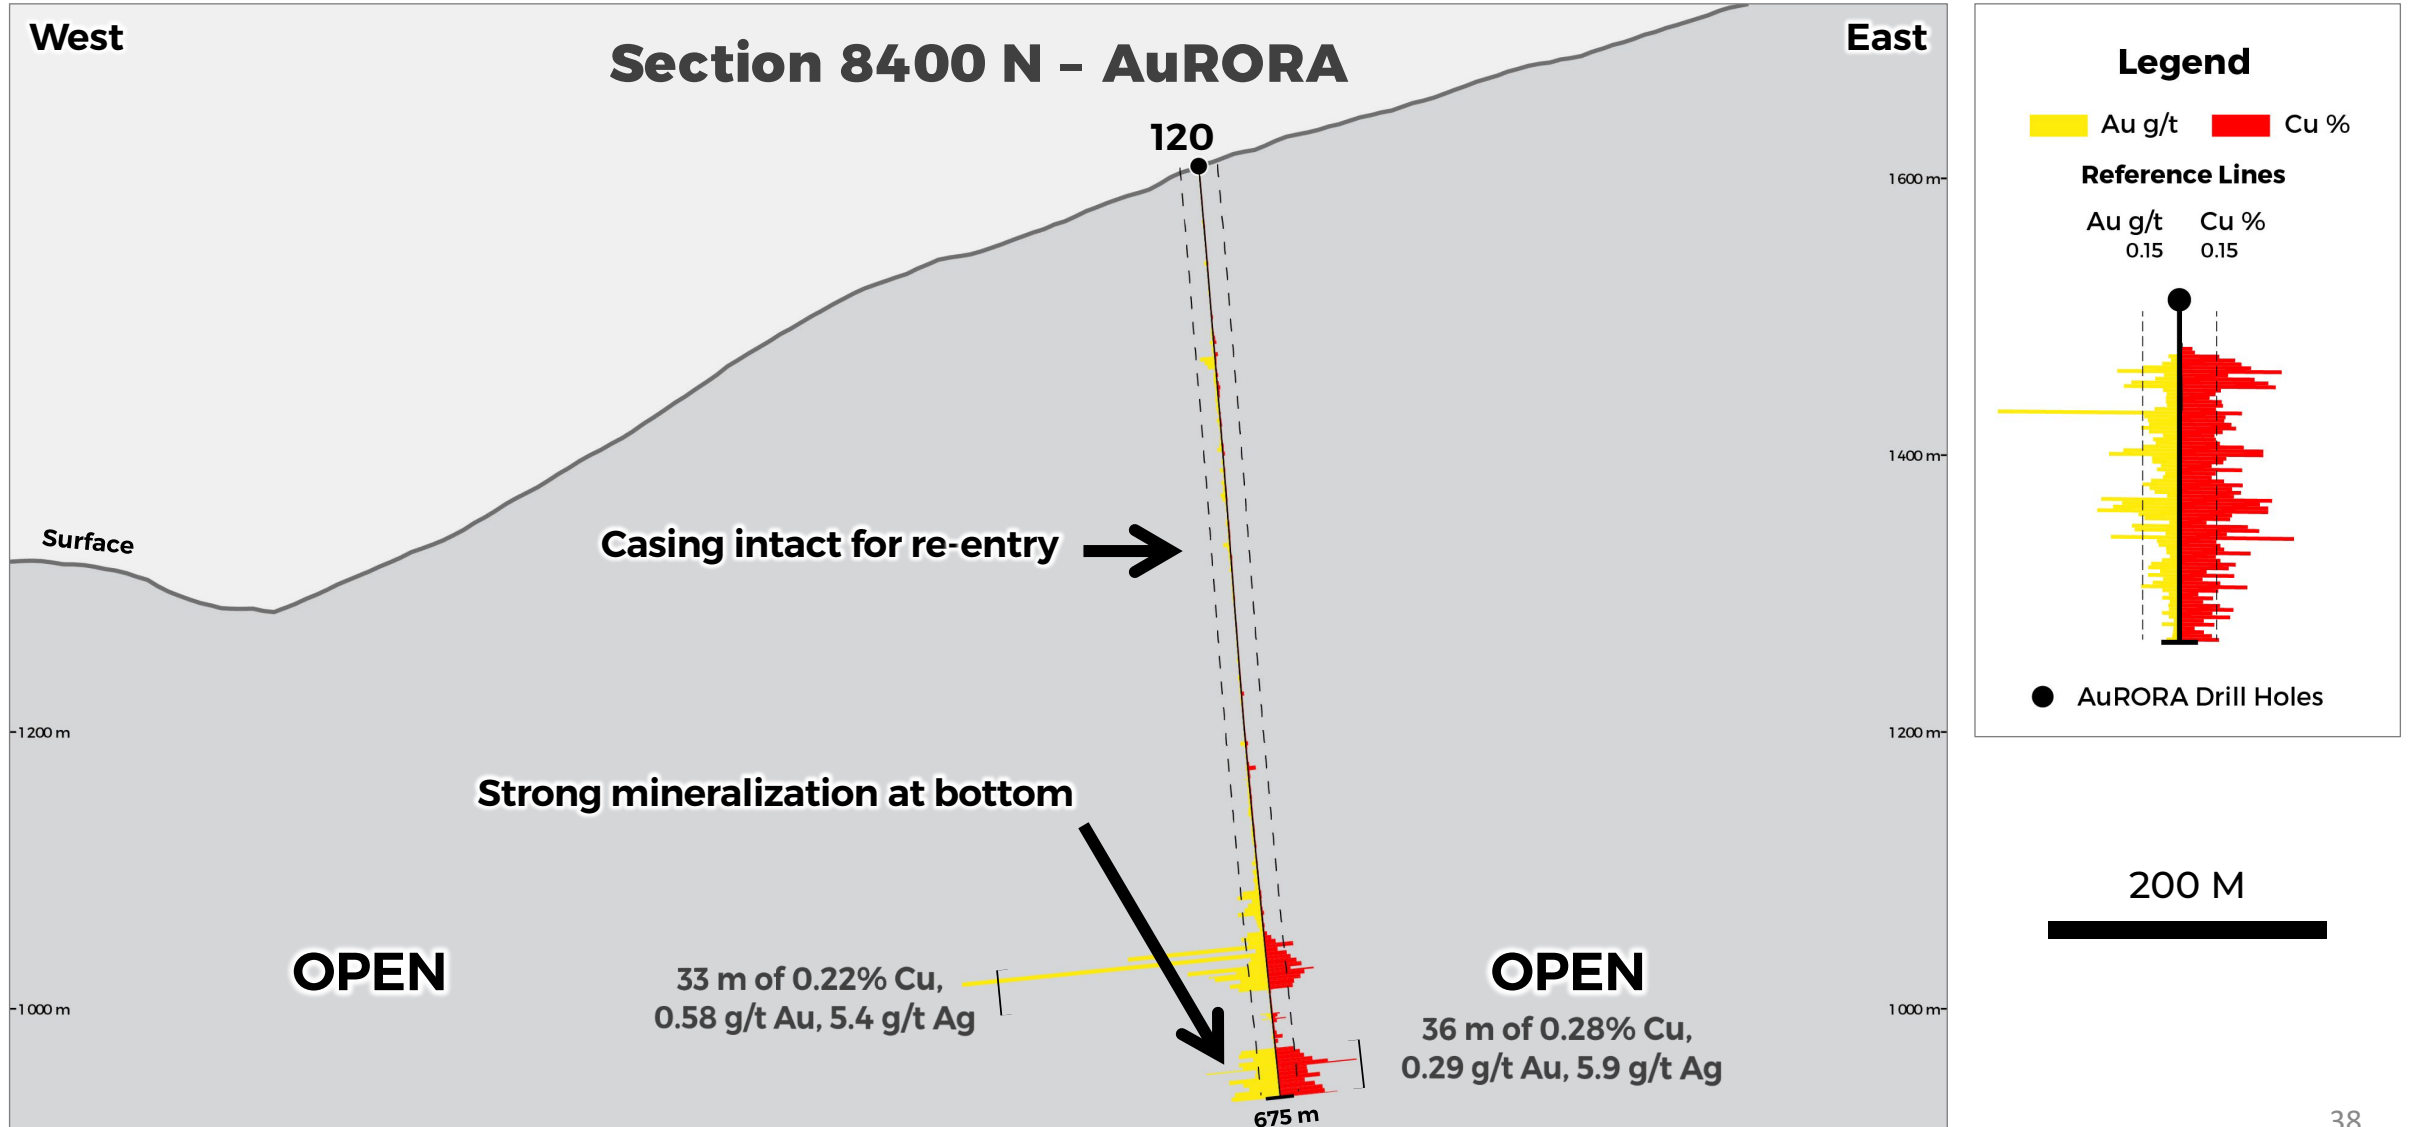 West
Section 8400 N – AuRORA
East
120
1600 m
1400 m
Casing intact for re-entry
Surface
1200 m
1200 m
Strong mineralization at bottom
OPEN
33 m of 0.22% Cu,
0.58 g/t Au, 5.4 g/t Ag
OPEN
1000 m
1000 m
36 m of 0.28% Cu,
0.29 g/t Au, 5.9 g/t Ag
675 m
Legend
Au g/t
Cu %
Reference Lines
Au g/t
Cu %
0.15
0.15
AuRORA Drill Holes
200 M
38